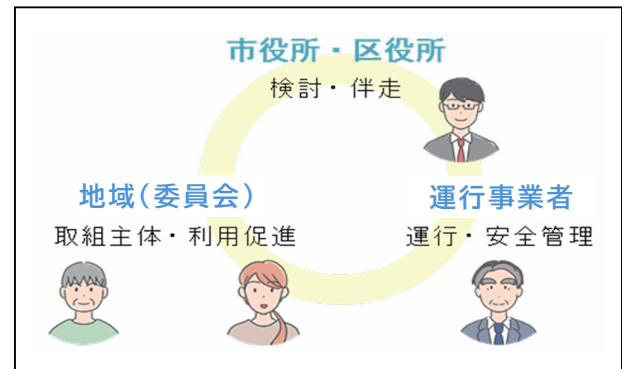 市役所・区役所
検討・伴走
地域(委員会)
取組主体・利用促進
運行事業者
運行・安全管理